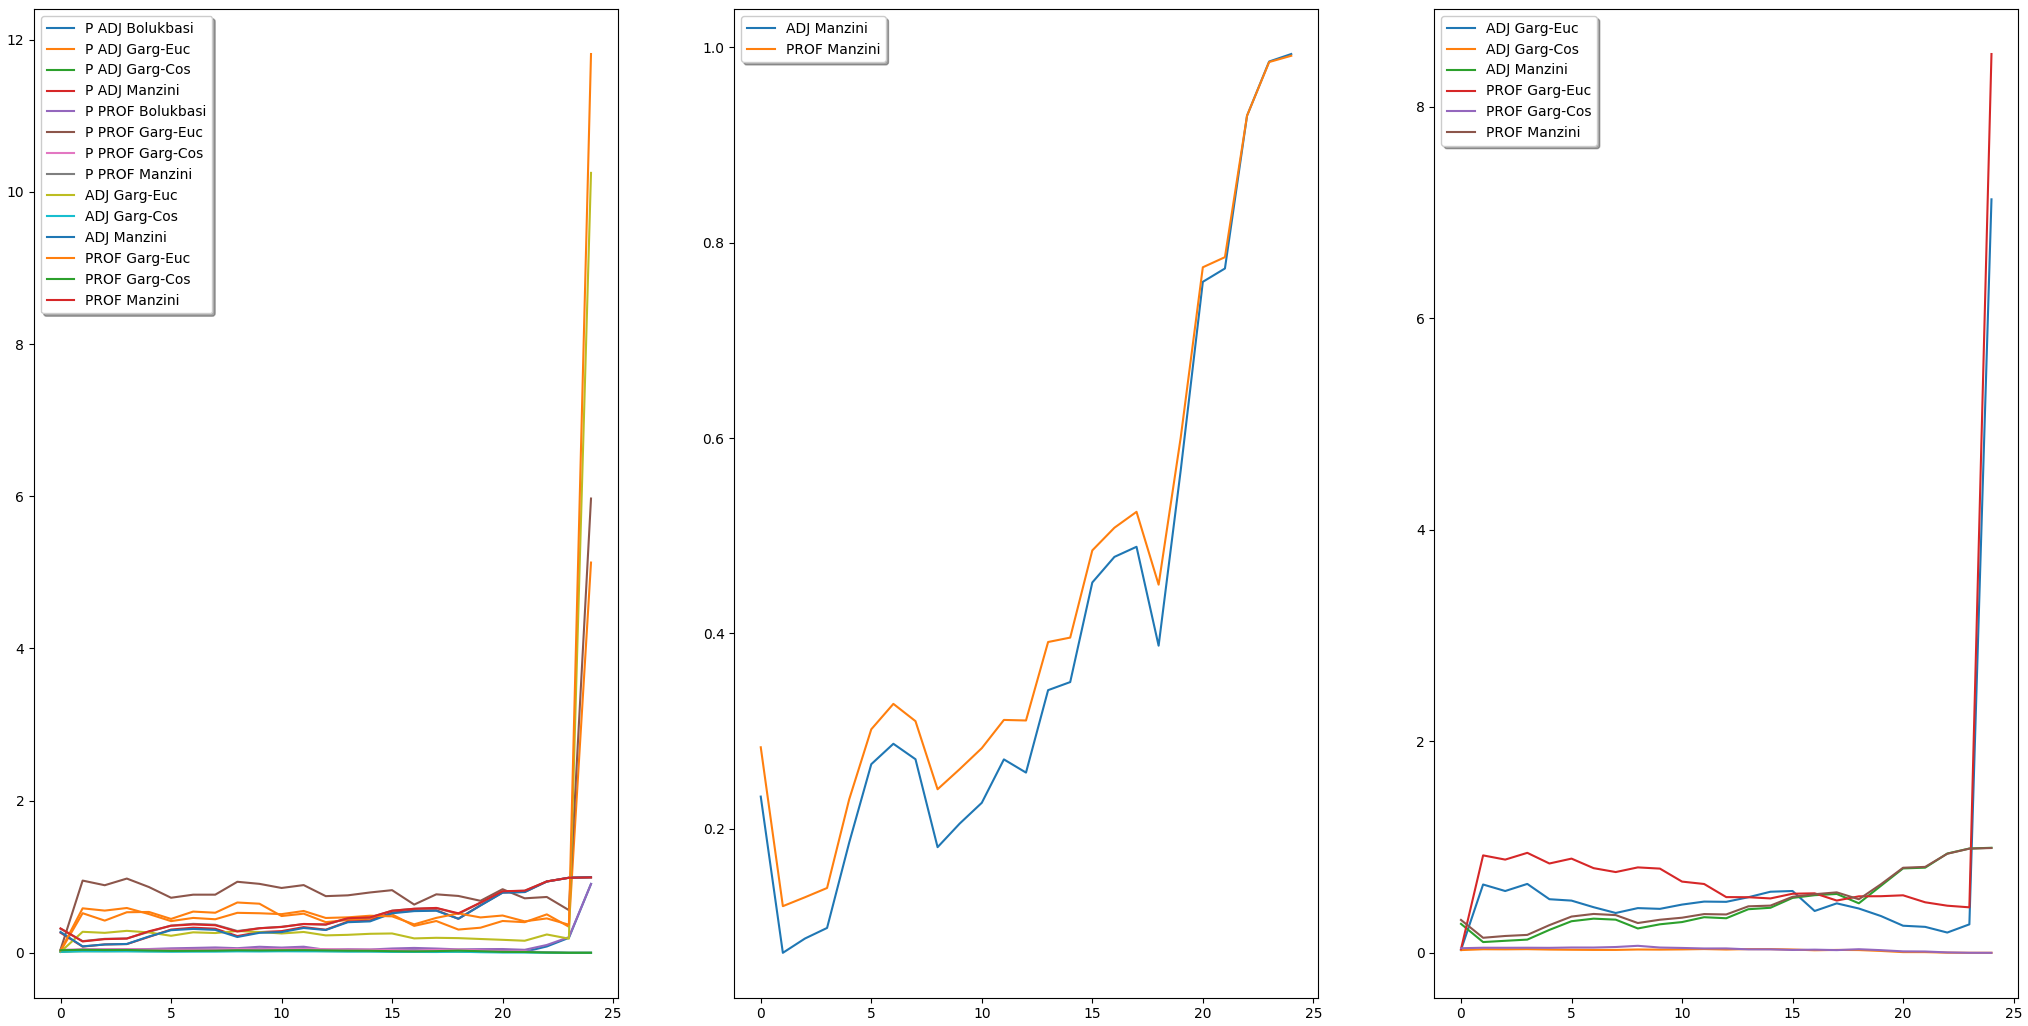 P ADJ Bolukbasi
P ADJ Garg-Euc
P ADJ Garg-Cos
P ADJ Manzini
P PROF Bolukbasi
P PROF Garg-Euc
P PROF Garg-Cos
P PROF Manzini
ADJ Garg-Euc
ADJ Garg-Cos
ADJ Manzini
PROF Garg-Euc
PROF Garg-Cos
PROF Manzini
12
10
8
6
4
2
0
0 5 10 15 20 25
ADJ Manzini
PROF Manzini
1.0
0.8
0.6
0.4
0.2
0 5 10 15 20 25
ADJ Garg-Euc
ADJ Garg-Cos
ADJ Manzini
PROF Garg-Euc
PROF Garg-Cos
PROF Manzini
8
6
4
2
0
0 5 10 15 20 25